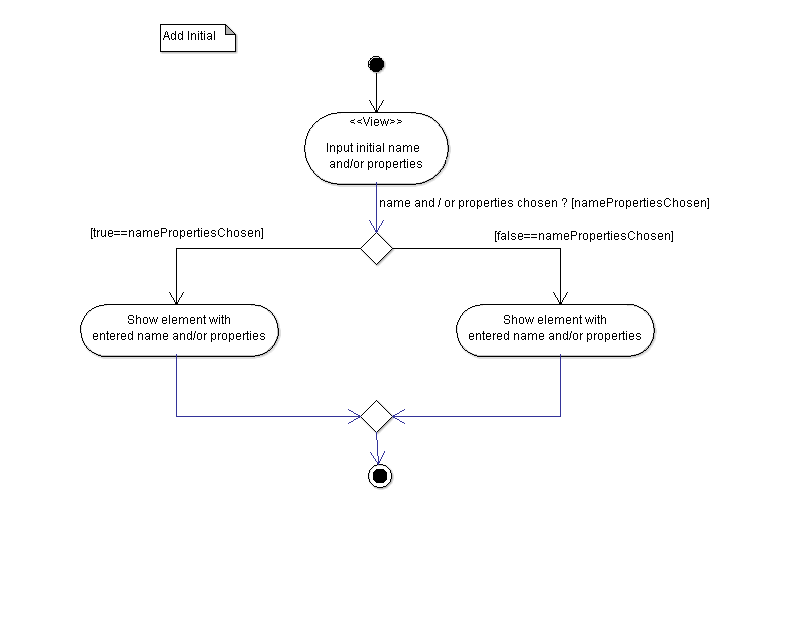 Add Initial
<<View>>
Input initial name
and/or properties
name and / or properties chosen ? [namePropertiesChosen]
[true==namePropertiesChosen]
[false==namePropertiesChosen]
Show element with
entered name and/or properties
Show element with
entered name and/or properties